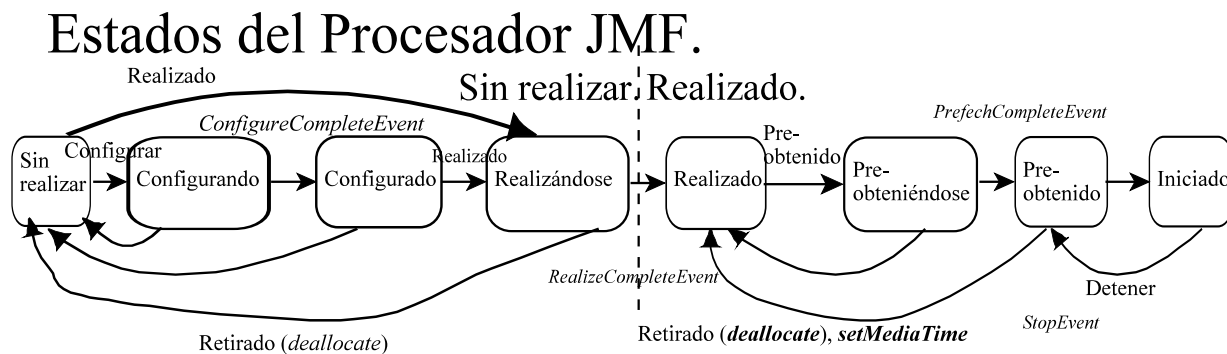 Estados del Procesador JMF.
Realizado
Sin realizar. Realizado.
ConfigureCompleteEvent
PrefechCompleteEvent
Configurar
Realizado
Pre-
obtenido
Sin
realizar
Configurando
Configurado
Realizándose
Realizado
Pre-
obteniéndose
Pre-
obtenido
Iniciado
RealizeCompleteEvent
Detener
Retirado (deallocate)
Retirado (deallocate), setMediaTime
StopEvent